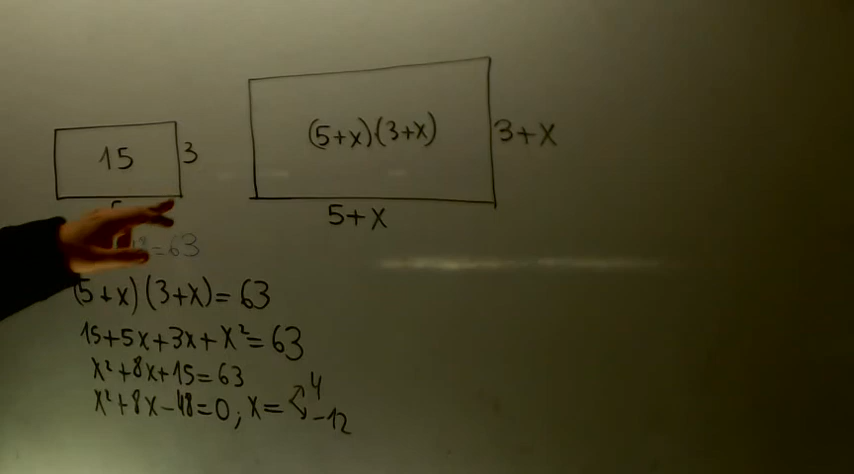 15
3
(5+x)(3+x)
3+x
5+x
=63
(5+x)(3+x)=63
15+5x+3x+x²=63
x²+8x+15=63
x²+8x-48=0; x=
4
-12